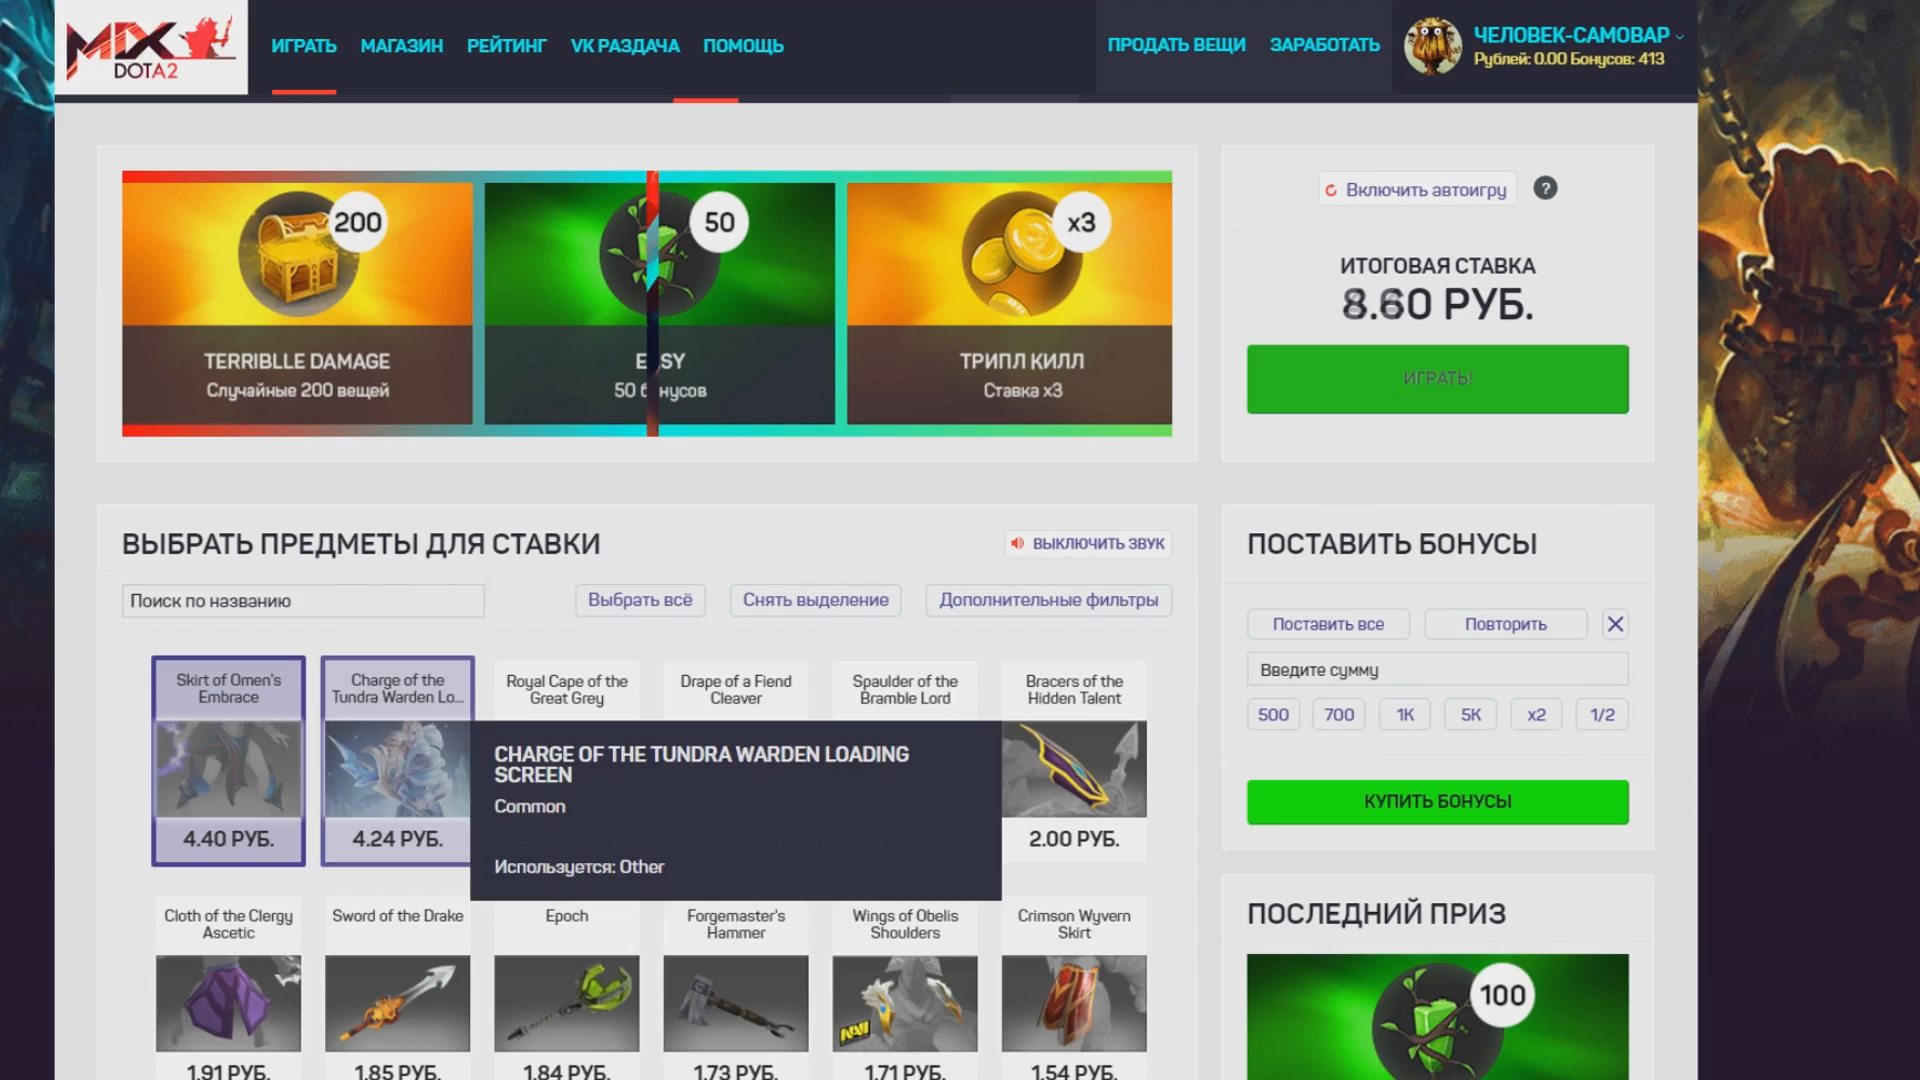 MIX
DOTA2
ИГРАТЬ
МАГАЗИН
РЕЙТИНГ
VK РАЗДАЧА
ПОМОЩЬ
ПРОДАТЬ ВЕЩИ
ЗАРАБОТАТЬ
ЧЕЛОВЕК-САМОВАР
Рублей: 0.00 Бонусов: 413
200
TERRIBLLE DAMAGE
Случайные 200 вещей
50
50
x3
ТРИПЛ КИЛЛ
Ставка x3
Включить автоигру
?
ИТОГОВАЯ СТАВКА
РУБ.
ИГРАТЬ!
ВЫБРАТЬ ПРЕДМЕТЫ ДЛЯ СТАВКИ
ВЫКЛЮЧИТЬ ЗВУК
Поиск по названию
Выбрать всё
Снять выделение
Дополнительные фильтры
Skirt of Omen's
Embrace
4.40 РУБ.
Charge of the
Tundra Warden Lo...
4.24 РУБ.
Royal Cape of the
Great Grey
Drape of a Fiend
Cleaver
Spaulder of the
Bramble Lord
Bracers of the
Hidden Talent
2.00 РУБ.
CHARGE OF THE TUNDRA WARDEN LOADING
SCREEN
Common
Используется: Other
Cloth of the Clergy
Ascetic
1.91 РУБ.
Sword of the Drake
1.85 РУБ.
Epoch
1.84 РУБ.
Forgemaster's
Hammer
1.73 РУБ.
Wings of Obelis
Shoulders
NAVI
1.71 РУБ.
Crimson Wyvern
Skirt
1.54 РУБ.
ПОСТАВИТЬ БОНУСЫ
Поставить все
Повторить
Введите сумму
500
700
1K
5K
x2
1/2
КУПИТЬ БОНУСЫ
ПОСЛЕДНИЙ ПРИЗ
100